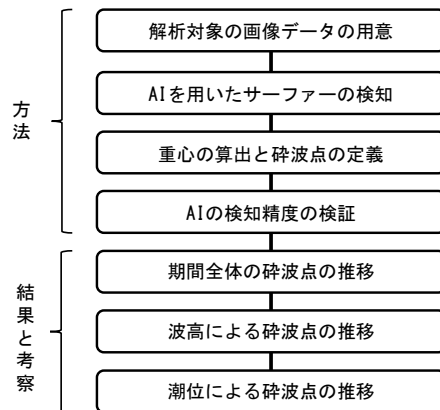 方法
解析対象の画像データの用意
AIを用いたサーファーの検知
重心の算出と砕波点の定義
AIの検知精度の検証
結果と考察
期間全体の砕波点の推移
波高による砕波点の推移
潮位による砕波点の推移